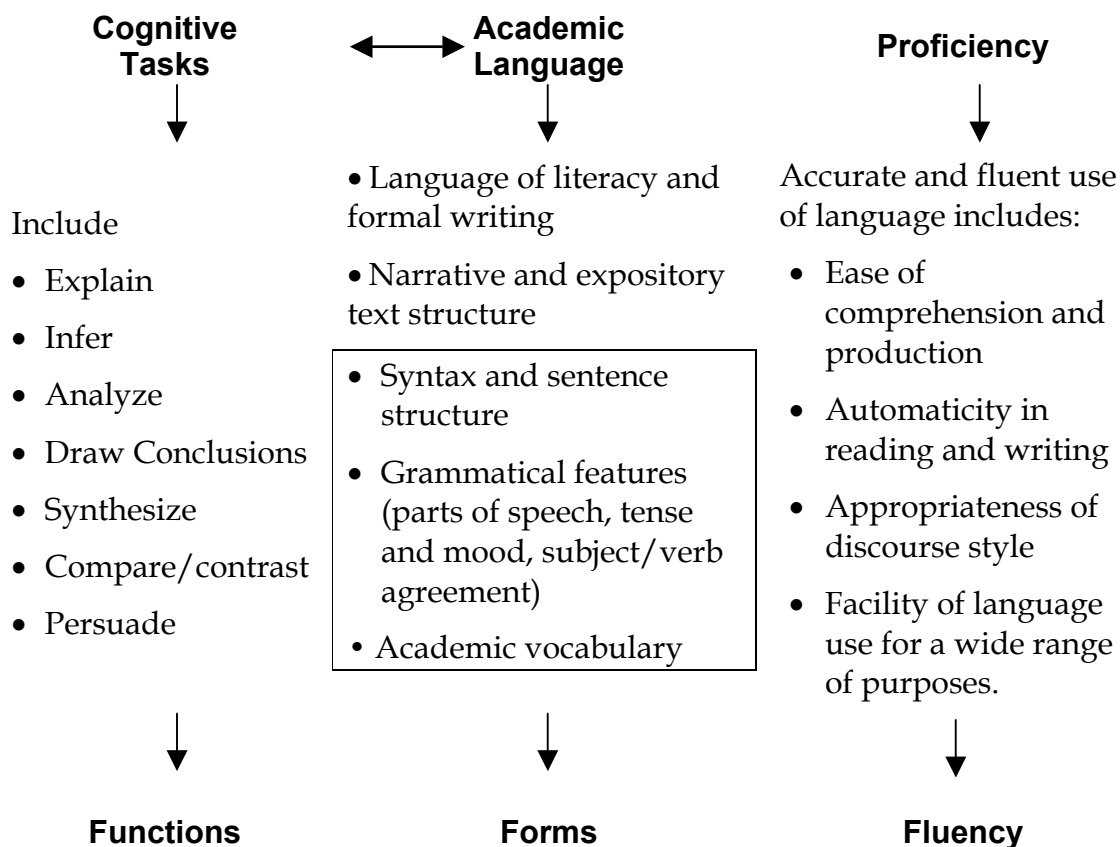 Cognitive
Tasks
Academic
Language
Proficiency
Include
• Explain
• Infer
• Analyze
• Draw Conclusions
• Synthesize
• Compare/contrast
• Persuade
• Language of literacy and
formal writing
• Narrative and expository
text structure
• Syntax and sentence
structure
• Grammatical features
(parts of speech, tense
and mood, subject/verb
agreement)
• Academic vocabulary
Accurate and fluent use
of language includes:
• Ease of
comprehension and
production
• Automaticity in
reading and writing
• Appropriateness of
discourse style
• Facility of language
use for a wide range
of purposes.
Functions
Forms
Fluency